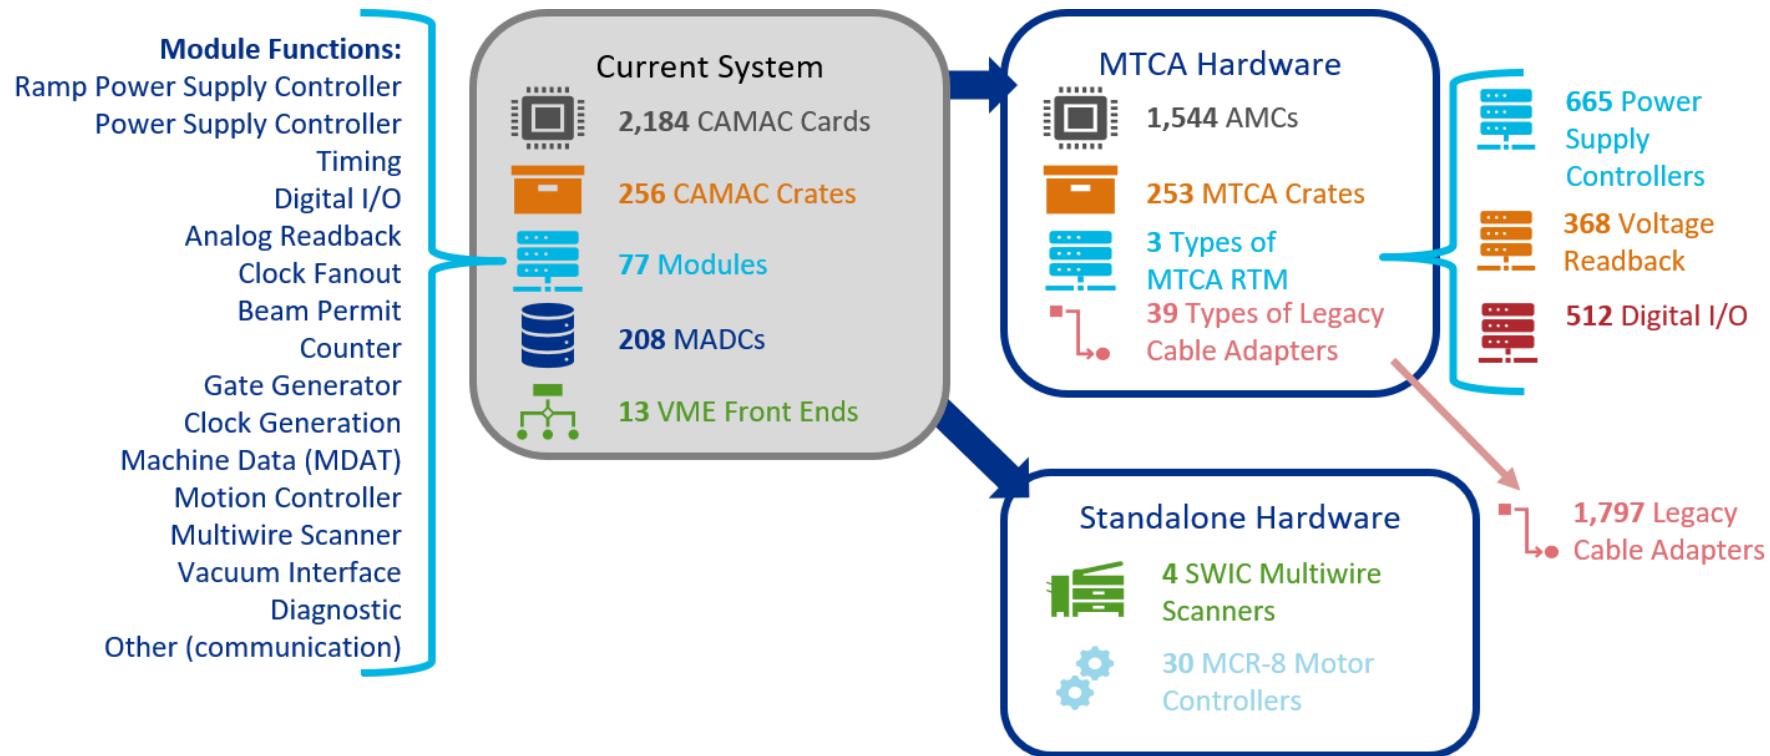 Module Functions:
Ramp Power Supply Controller
Power Supply Controller
Timing
Digital I/O
Analog Readback
Clock Fanout
Beam Permit
Counter
Gate Generator
Clock Generation
Machine Data (MDAT)
Motion Controller
Multiwire Scanner
Vacuum Interface
Diagnostic
Other (communication)
Current System
2,184 CAMAC Cards
256 CAMAC Crates
77 Modules
208 MADCs
13 VME Front Ends
MTCA Hardware
1,544 AMCs
253 MTCA Crates
3 Types of
MTCA RTM
39 Types of Legacy
Cable Adapters
665 Power
Supply
Controllers
368 Voltage
Readback
512 Digital I/O
1,797 Legacy
Cable Adapters
Standalone Hardware
4 SWIC Multiwire
Scanners
30 MCR-8 Motor
Controllers